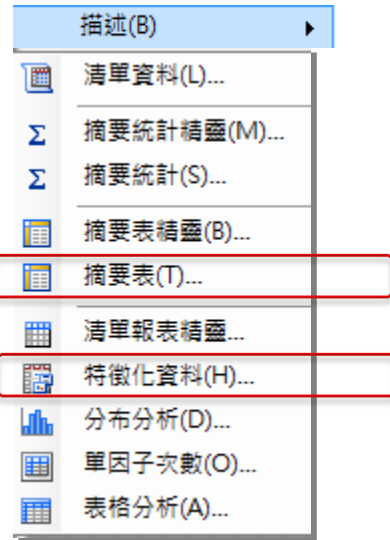 描述(B)
清單資料(L)...
摘要統計精靈(M)...
摘要統計(S)...
摘要表精靈(B)...
摘要表(T)...
清單報表精靈...
特徵化資料(H)...
分布分析(D)...
單因子次數(O)...
表格分析(A)...